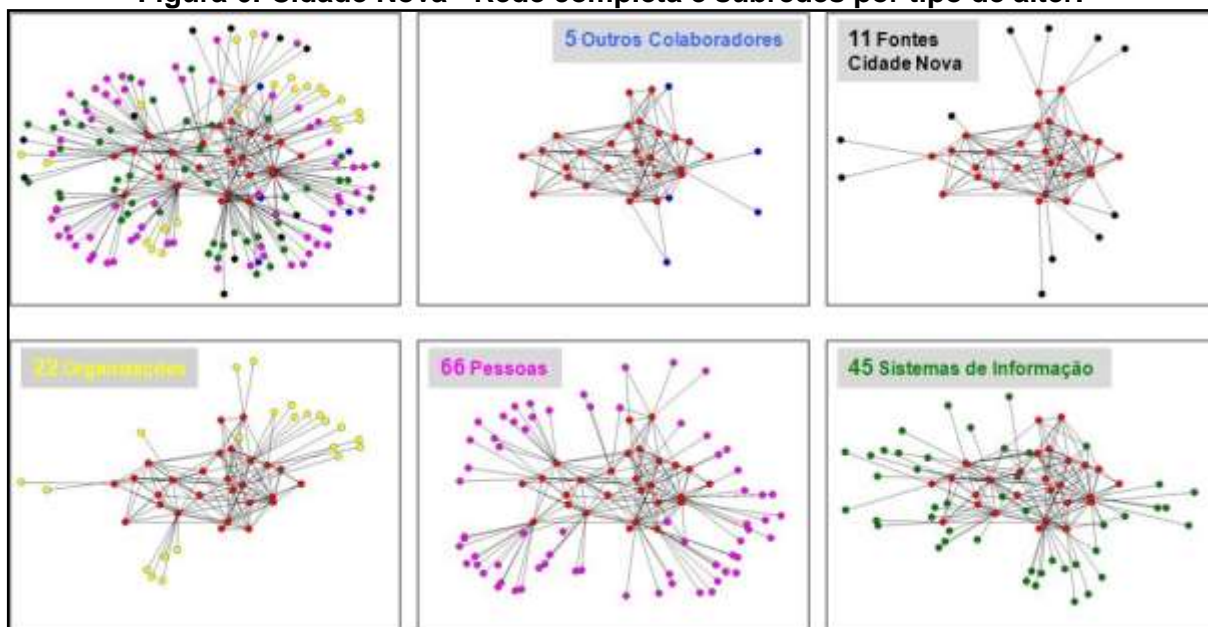 Figura 6: Cidade Nova - Rede completa e subredes por tipo de alter.
5 Outros Colaboradores
11 Fontes
Cidade Nova
22 Organizações
66 Pessoas
45 Sistemas de Informação